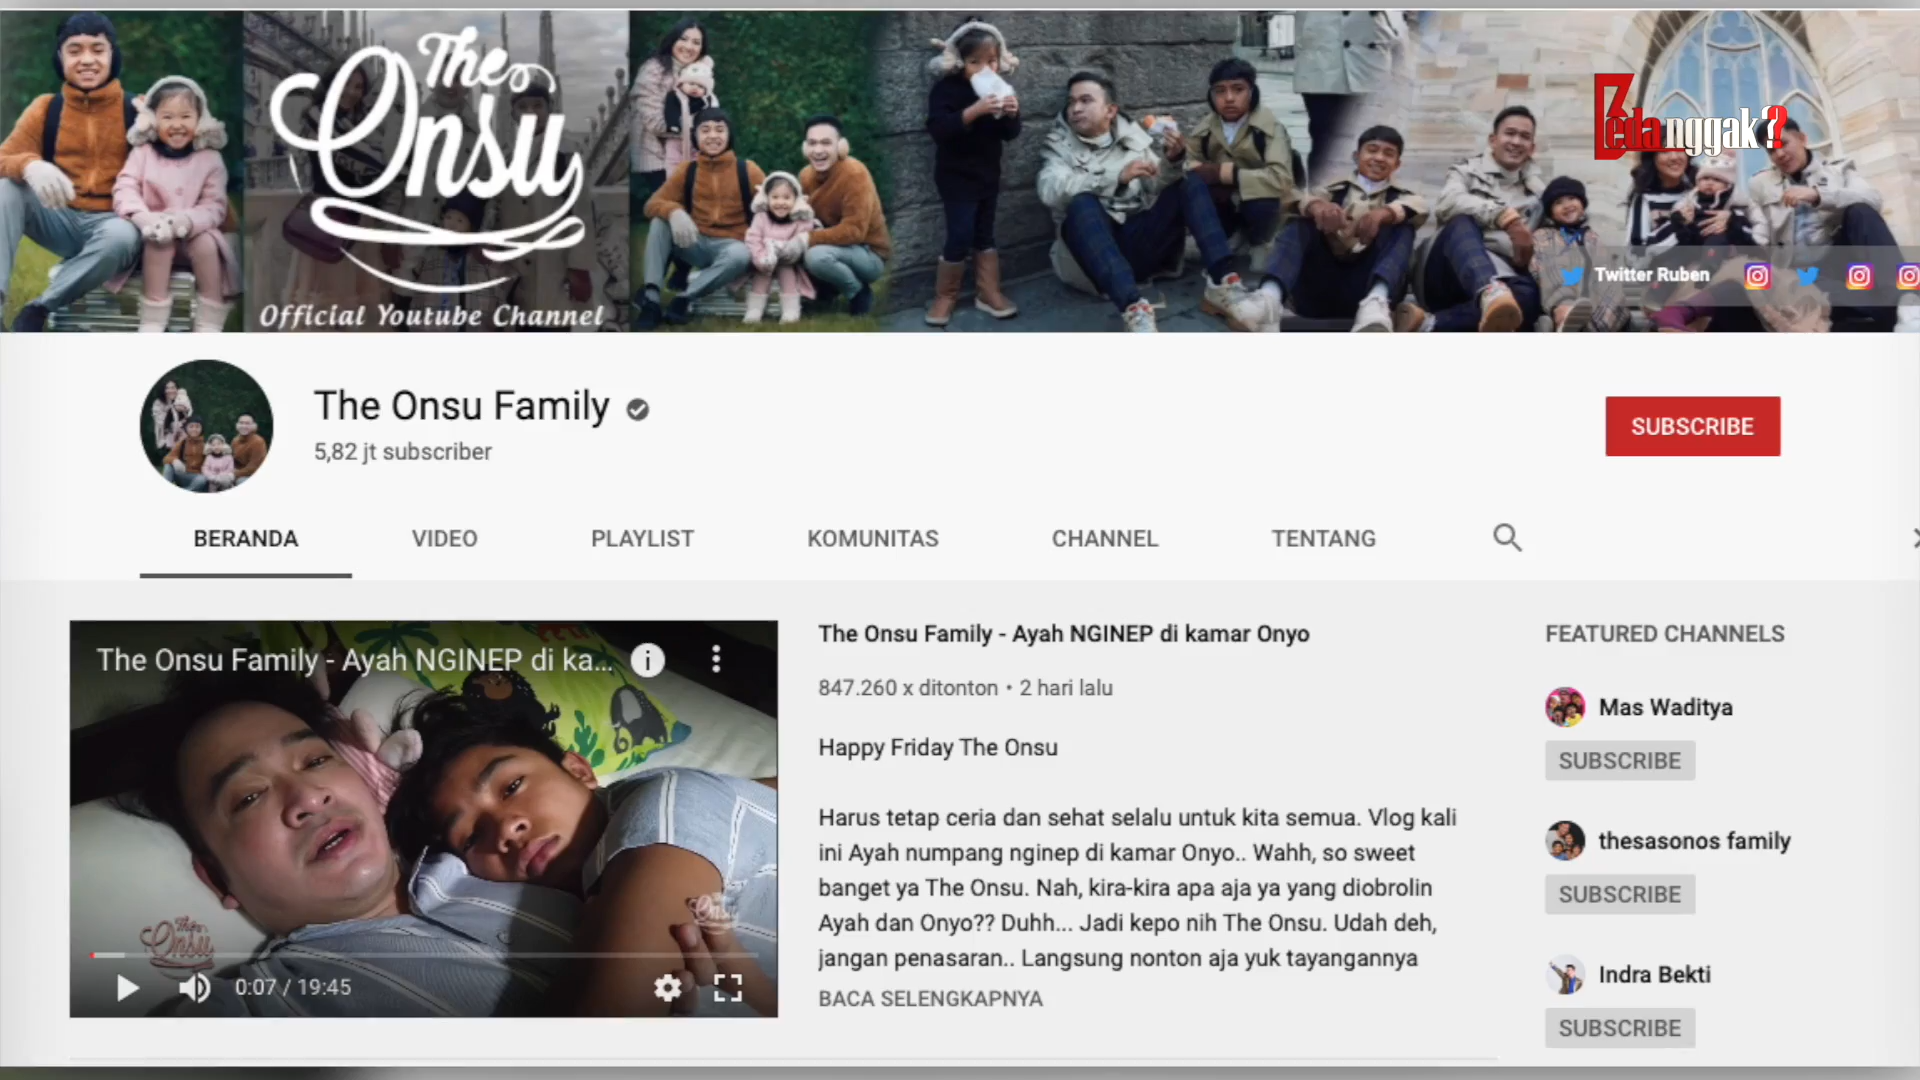 The
Onsu
Official Youtube Channel
Bedanggak?
Twitter Ruben
The Onsu Family
5,82 jt subscriber
SUBSCRIBE
BERANDA
VIDEO
PLAYLIST
KOMUNITAS
CHANNEL
TENTANG
The Onsu Family - Ayah NGINEP di ka...
The
Onsu
Onsu
0:07 / 19:45
The Onsu Family - Ayah NGINEP di kamar Onyo
847.260 x ditonton • 2 hari lalu
Happy Friday The Onsu
Harus tetap ceria dan sehat selalu untuk kita semua. Vlog kali
ini Ayah numpang nginep di kamar Onyo.. Wahh, so sweet
banget ya The Onsu. Nah, kira-kira apa aja ya yang diobrolin
Ayah dan Onyo?? Duhh... Jadi kepo nih The Onsu. Udah deh,
jangan penasaran.. Langsung nonton aja yuk tayangannya
BACA SELENGKAPNYA
FEATURED CHANNELS
Mas Waditya
SUBSCRIBE
thesasonos family
SUBSCRIBE
Indra Bekti
SUBSCRIBE